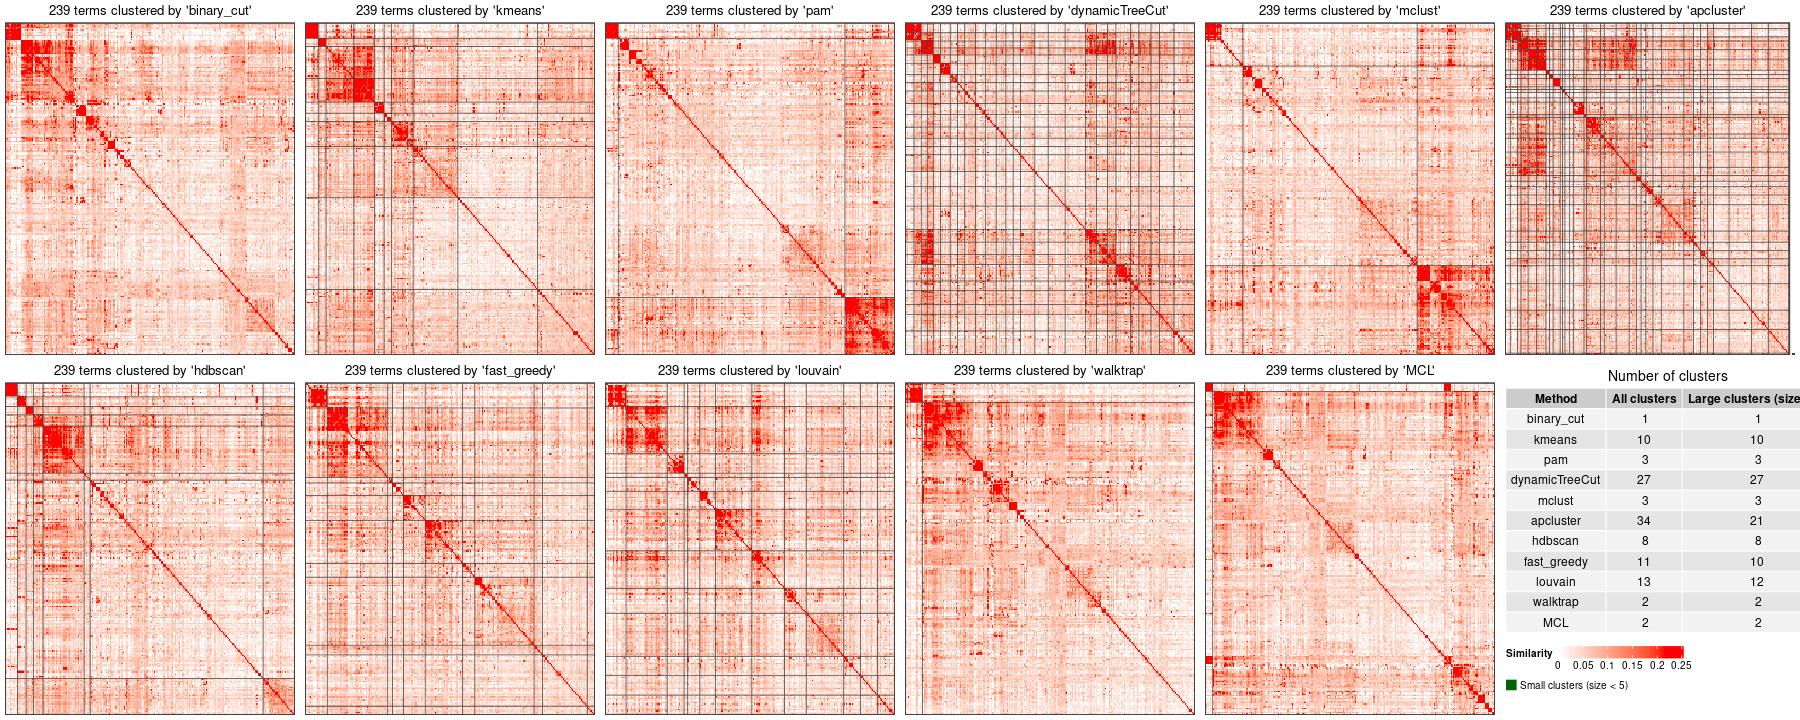 239 terms clustered by 'binary_cut'
239 terms clustered by 'kmeans'
239 terms clustered by 'pam'
239 terms clustered by 'dynamicTreeCut'
239 terms clustered by 'mclust'
239 terms clustered by 'apcluster'
239 terms clustered by 'hdbscan'
239 terms clustered by 'fast_greedy'
239 terms clustered by 'louvain'
239 terms clustered by 'walktrap'
239 terms clustered by 'MCL'
Number of clusters
Method All clusters Large clusters (size
binary_cut 1 1
kmeans 10 10
pam 3 3
dynamicTreeCut 27 27
mclust 3 3
apcluster 34 21
hdbscan 8 8
fast_greedy 11 10
louvain 13 12
walktrap 2 2
MCL 2 2
Similarity
0 0.05 0.1 0.15 0.2 0.25
Small clusters (size < 5)